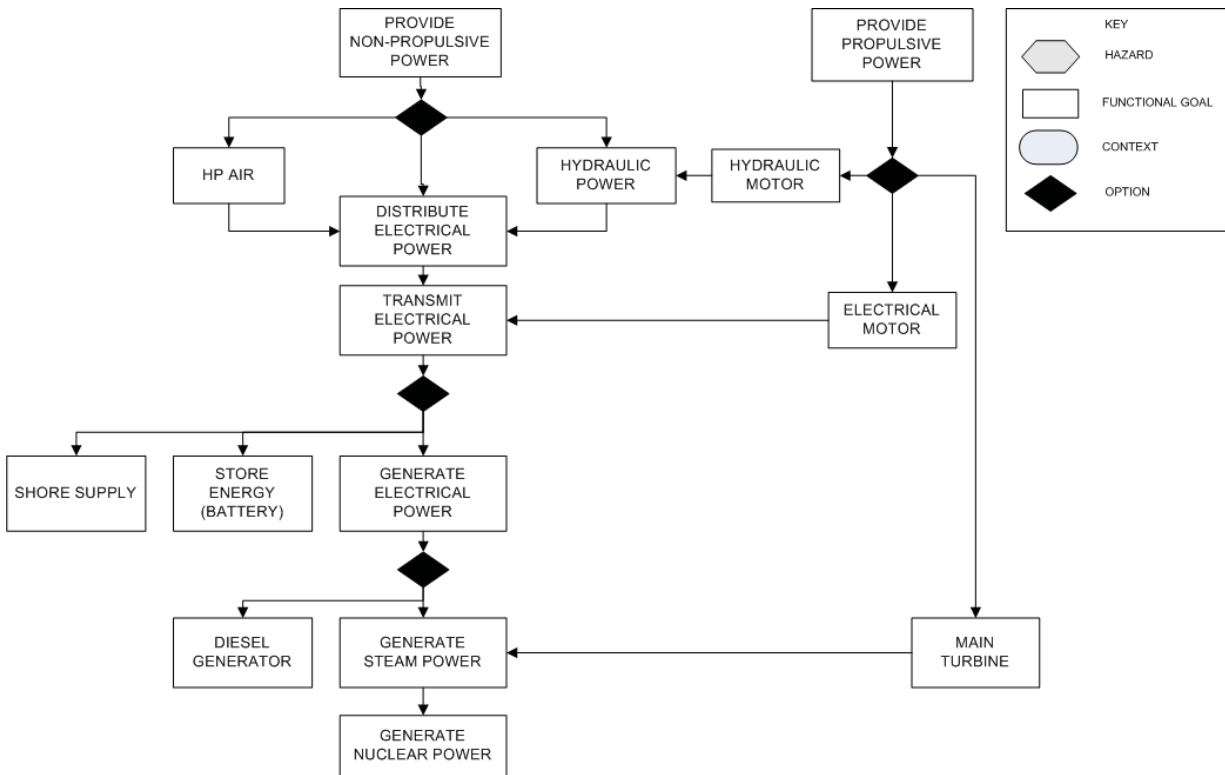 PROVIDE
NON-PROPULSIVE
POWER
PROVIDE
PROPULSIVE
POWER
KEY
HAZARD
FUNCTIONAL GOAL
CONTEXT
OPTION
HP AIR
HYDRAULIC
POWER
HYDRAULIC
MOTOR
DISTRIBUTE
ELECTRICAL
POWER
TRANSMIT
ELECTRICAL
POWER
ELECTRICAL
MOTOR
SHORE SUPPLY
STORE
ENERGY
(BATTERY)
GENERATE
ELECTRICAL
POWER
DIESEL
GENERATOR
GENERATE
STEAM POWER
MAIN
TURBINE
GENERATE
NUCLEAR POWER